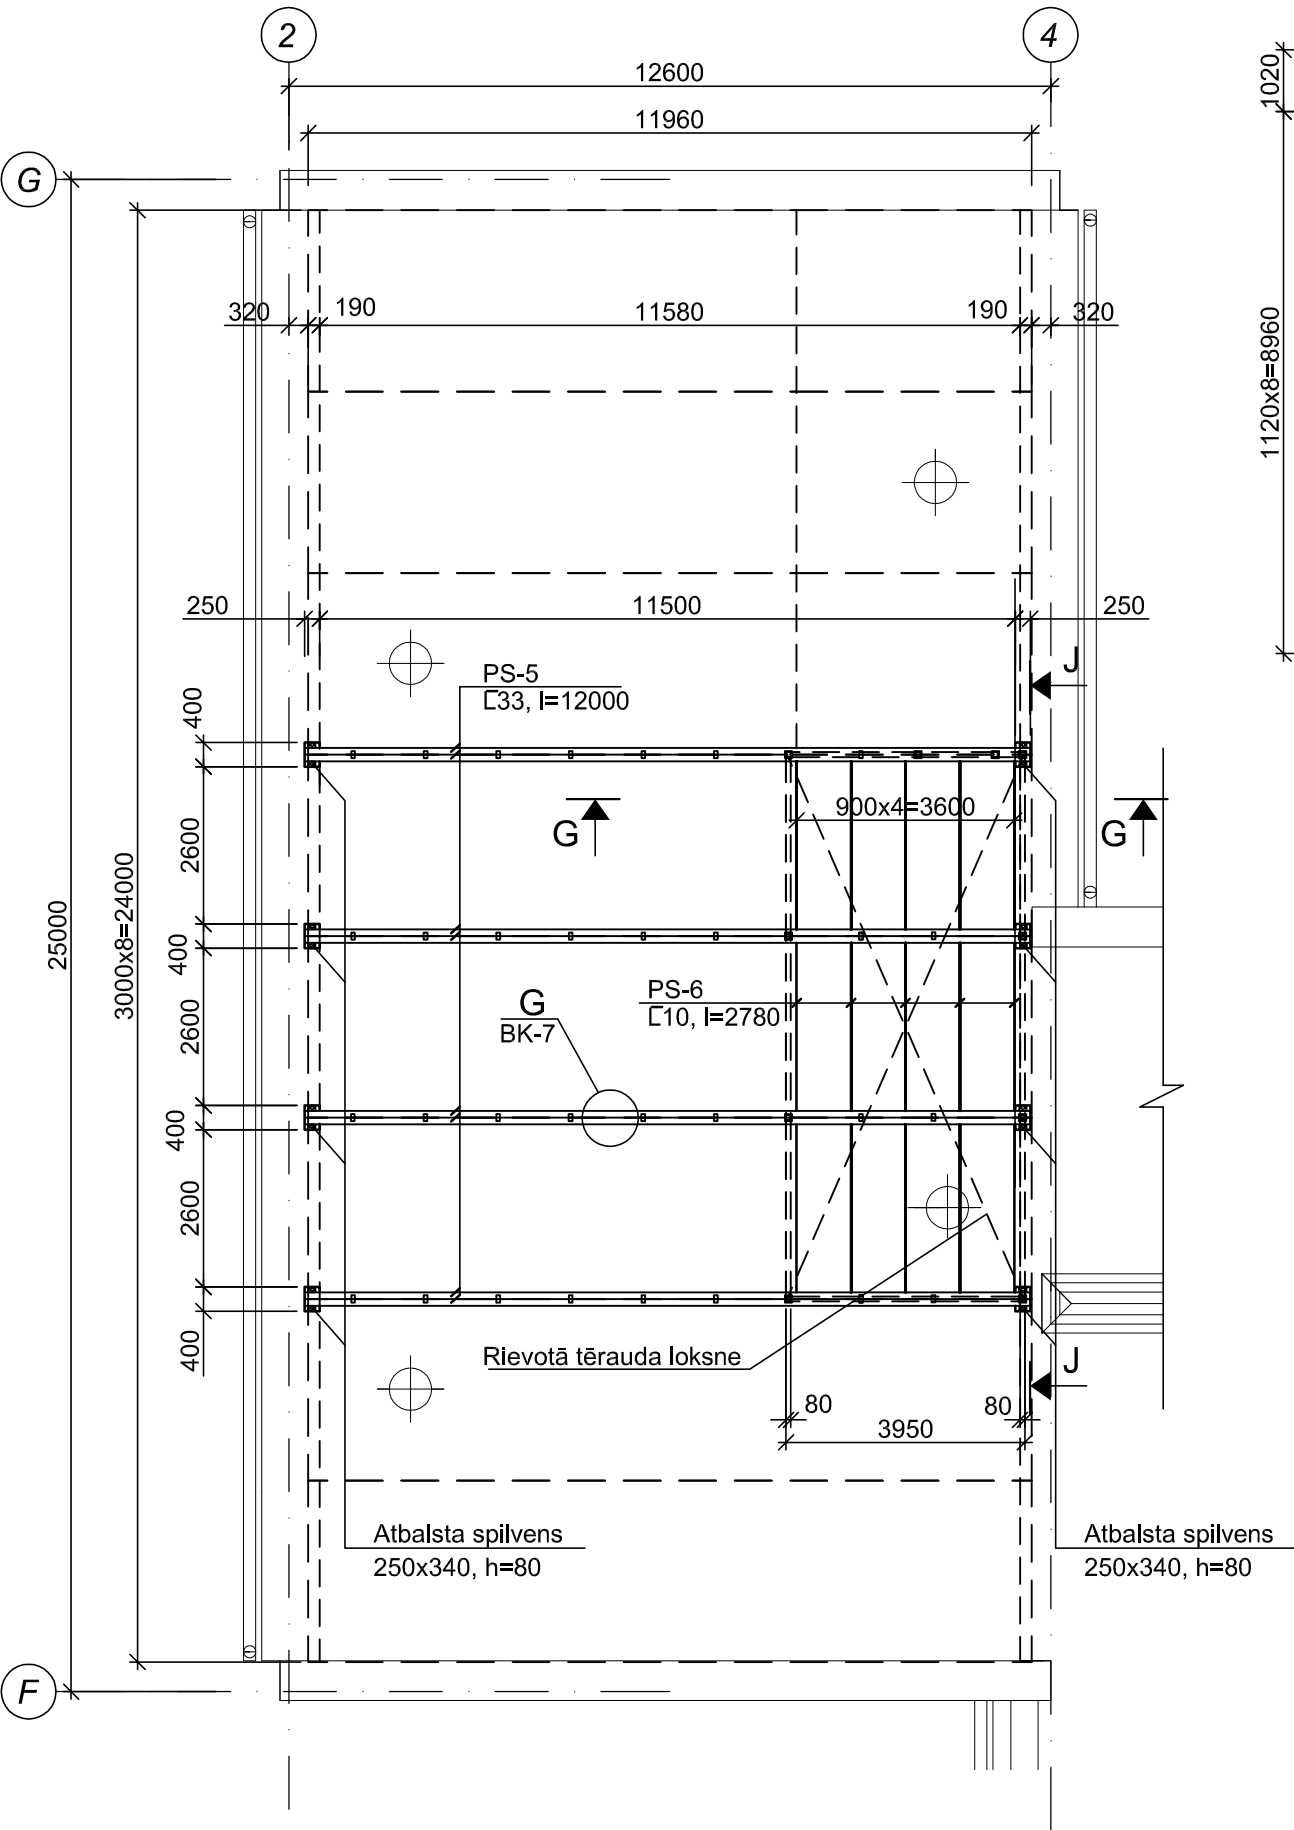 2
4
12600
11960
1020
G
320
190
11580
190
320
1120x8=8960
250
11500
250
J
PS-5
[33, l=12000
400
900x4=3600
G
G
2600
25000
3000x8=24000
400
PS-6
[10, l=2780
G
BK-7
2600
400
2600
400
Rievotā tērauda loksne
J
80
80
3950
Atbalsta spilvens
250x340, h=80
Atbalsta spilvens
250x340, h=80
F